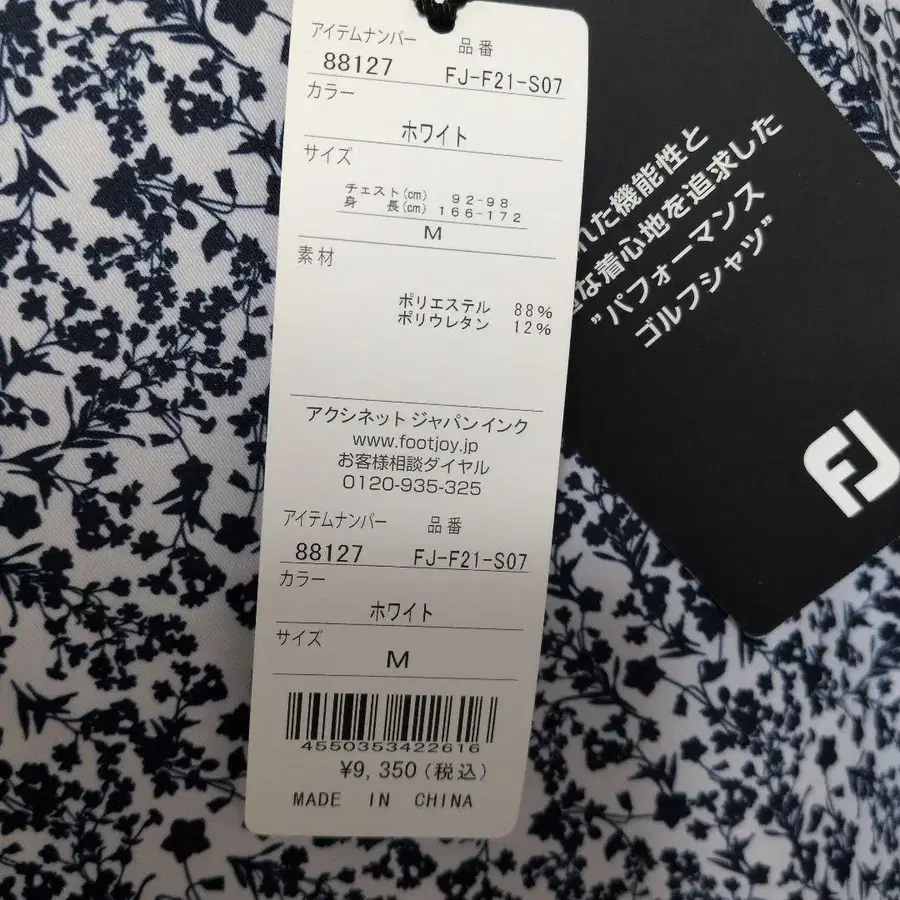 アイテムナンバー 品番
88127 FJ-F21-S07
カラー
ホワイト
サイズ
チェスト(cm) 92-98
身長(cm) 166-172
M
素材
ポリエステル 88%
ポリウレタン 12%
アクシネット ジャパン インク
www.footjoy.jp
お客様相談ダイヤル
0120-935-325
アイテムナンバー 品番
88127 FJ-F21-S07
カラー
ホワイト
サイズ
M
4550353422616
¥9,350(税込)
MADE IN CHINA
れた機能性と
な着心地を追求した
"パフォーマンス
ゴルフシャツ"
FJ